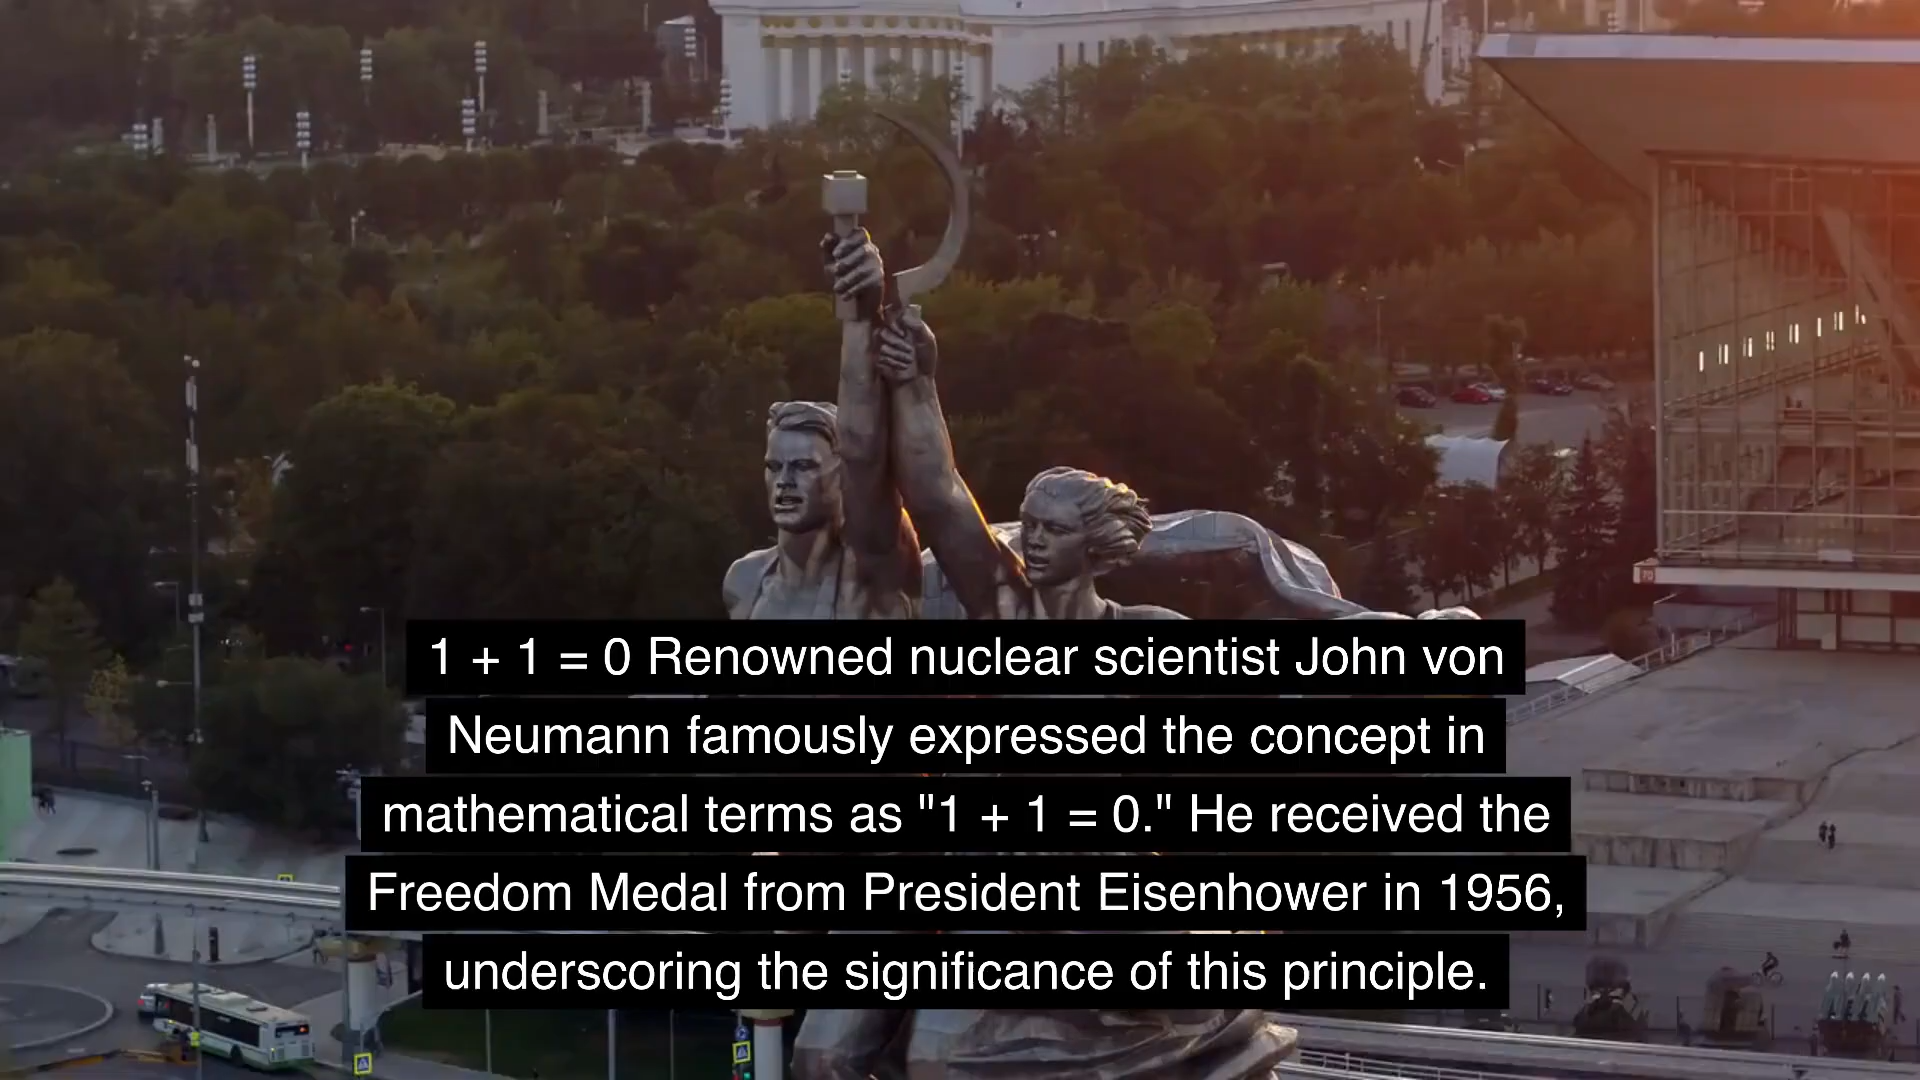 1 + 1 = 0 Renowned nuclear scientist John von
Neumann famously expressed the concept in
mathematical terms as "1 + 1 = 0." He received the
Freedom Medal from President Eisenhower in 1956,
underscoring the significance of this principle.
70